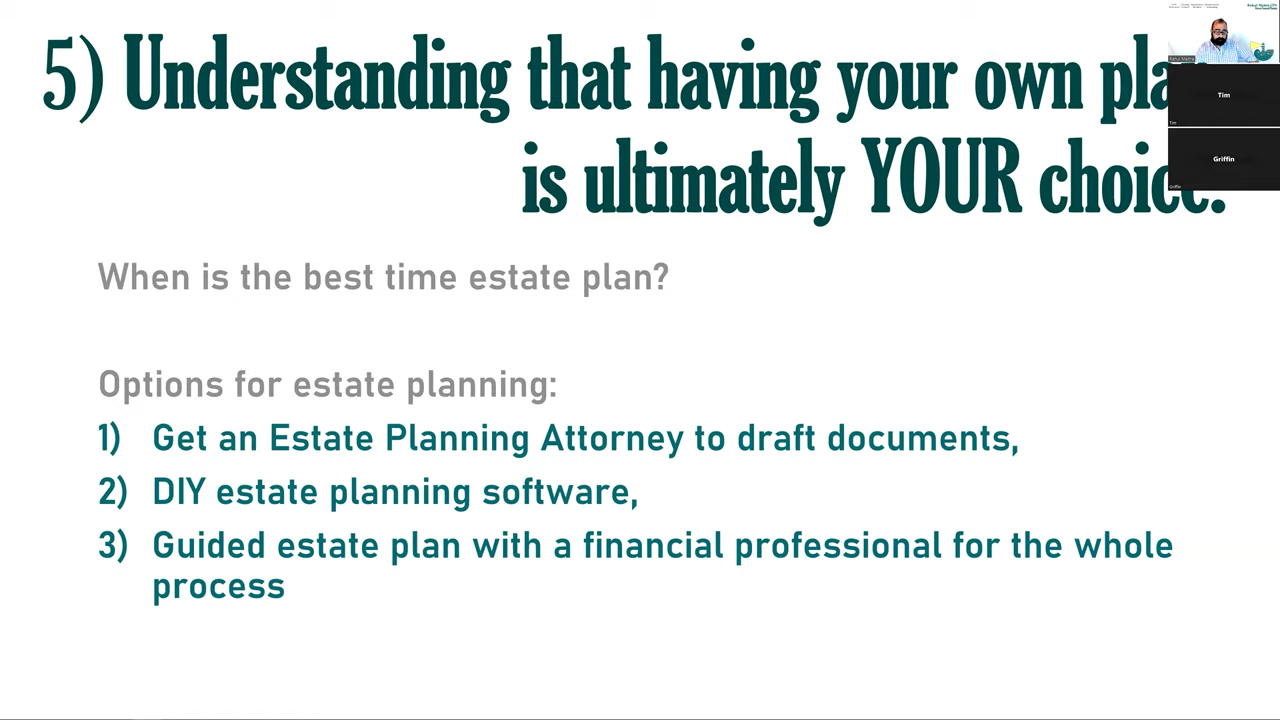 5) Understanding that having your own pla
is ultimately YOUR choice.
When is the best time estate plan?
Options for estate planning:
1) Get an Estate Planning Attorney to draft documents,
2) DIY estate planning software,
3) Guided estate plan with a financial professional for the whole
process
Tim
Tim
Griffin
Griffin